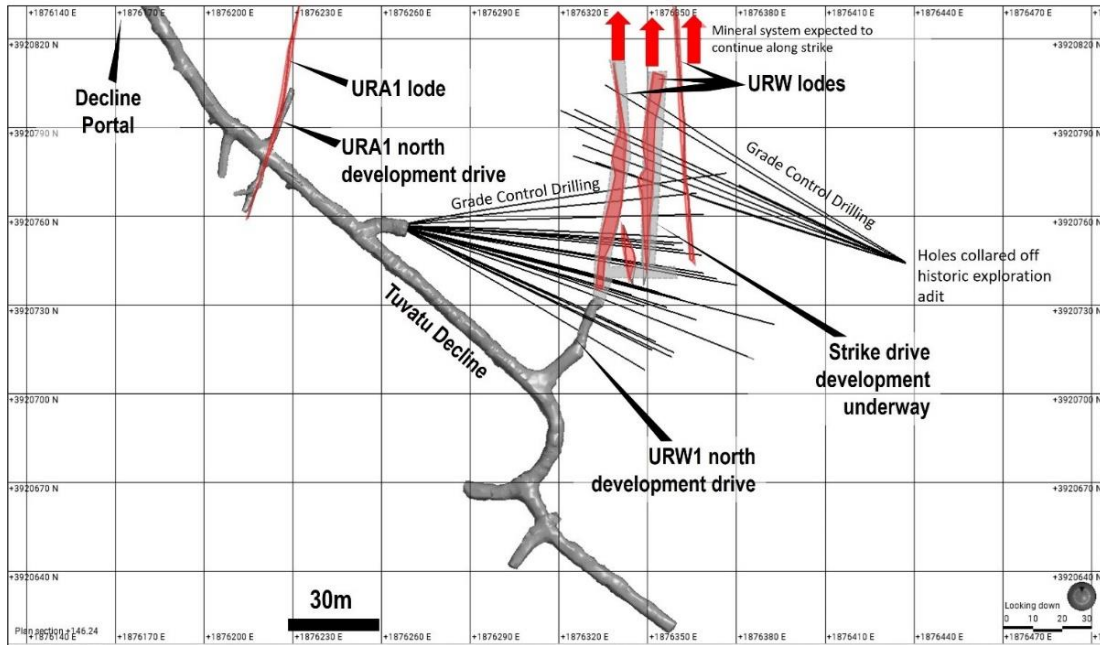 +1876140 E +1876170 E +1876200 E +1876230 E +1876260 E +1876290 E +1876320 E +1876350 E +1876380 E +1876410 E +1876440 E +1876470 E
+3920820 N
+3920820 N
Mineral system expected to
continue along strike
Decline
Portal
URA1 lode
URW lodes
+3920790 N
+3920790 N
URA1 north
development drive
Grade Control Drilling
Grade Control Drilling
+3920760 N
+3920760 N
Holes collared off
historic exploration
adit
Tuvatu Decline
+3920730 N
+3920730 N
Strike drive
development
underway
+3920700 N
+3920700 N
URW1 north
development drive
+3920670 N
+3920670 N
+3920640 N
+3920640 N
30m
Looking down
0 10 20 30
Plan section +146.24
+1876140 E +1876170 E +1876200 E +1876230 E +1876260 E +1876290 E +1876320 E +1876350 E +1876380 E +1876410 E +1876440 E +1876470 E